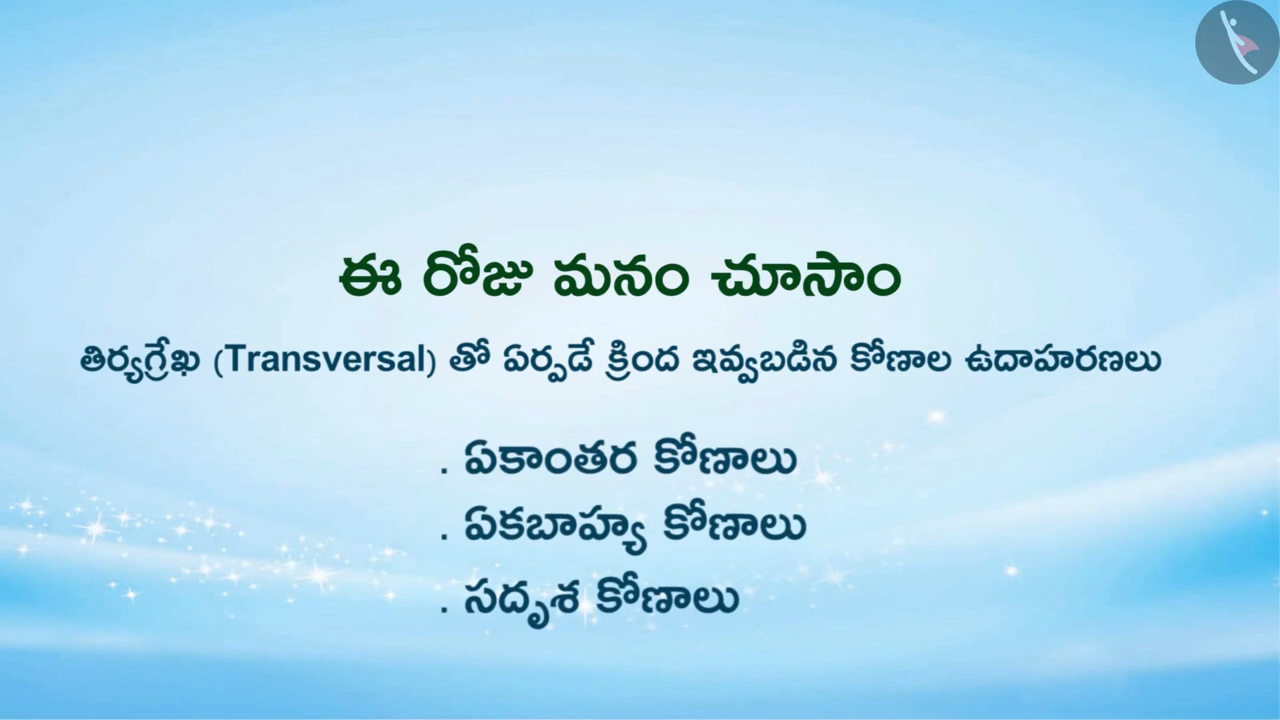 ఈ రోజు మనం చూసాం
తిర్యగ్రేఖ (Transversal) తో ఏర్పడే క్రింద ఇవ్వబడిన కోణాల ఉదాహరణలు
. ఏకాంతర కోణాలు
. ఏకబాహ్య కోణాలు
. సదృశ కోణాలు